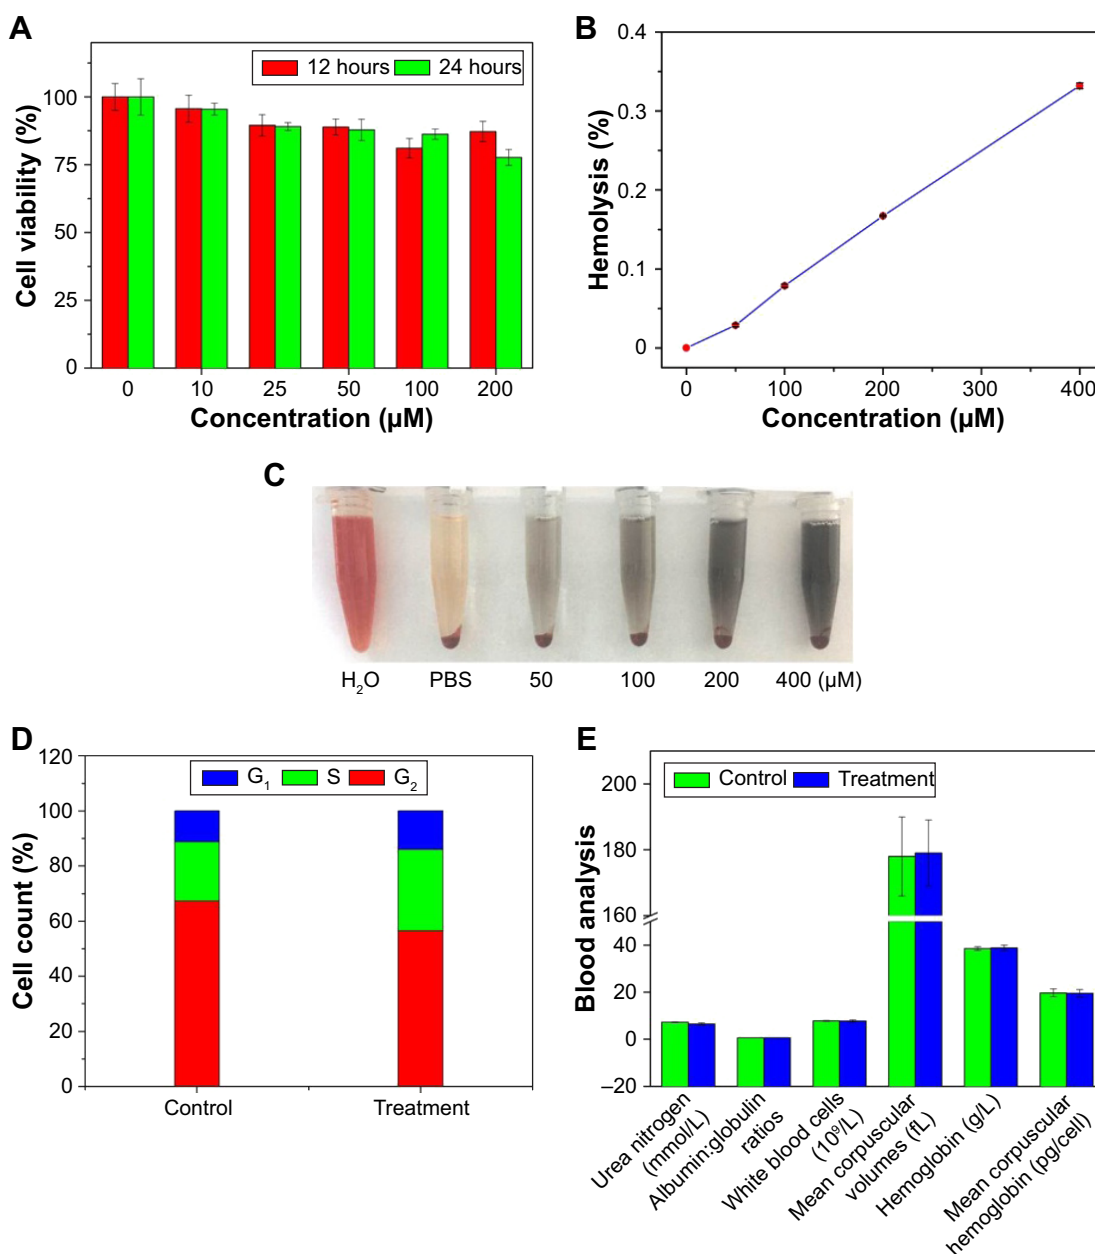 A
12 hours 24 hours
Cell viability (%)
100
75
50
25
0
0 10 25 50 100 200
Concentration (µM)
B
Hemolysis (%)
0.4
0.3
0.2
0.1
0
0 100 200 300 400
Concentration (µM)
C
H₂O PBS 50 100 200 400 (µM)
D
G₁ S G₂
Cell count (%)
120
100
80
60
40
20
0
Control Treatment
E
Control Treatment
Blood analysis
200
180
160
40
20
0
–20
Urea nitrogen
(mmol/L)
Albumin:globulin
ratios
White blood cells
(10⁹/L)
Mean corpuscular
volumes (fL)
Hemoglobin (g/L)
Mean corpuscular
hemoglobin (pg/cell)